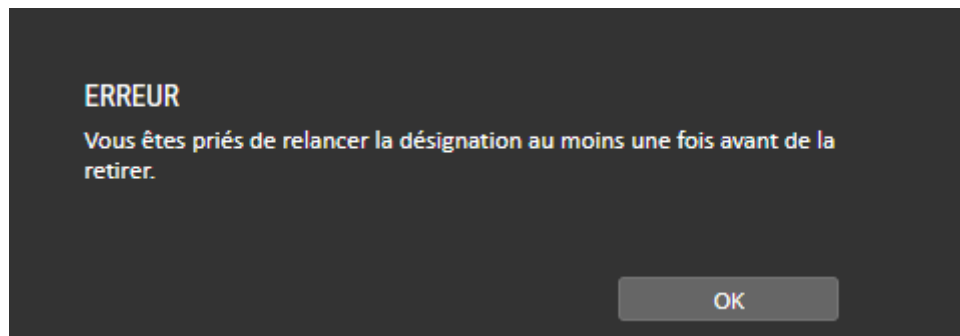 ERREUR
Vous êtes priés de relancer la désignation au moins une fois avant de la
retirer.
OK